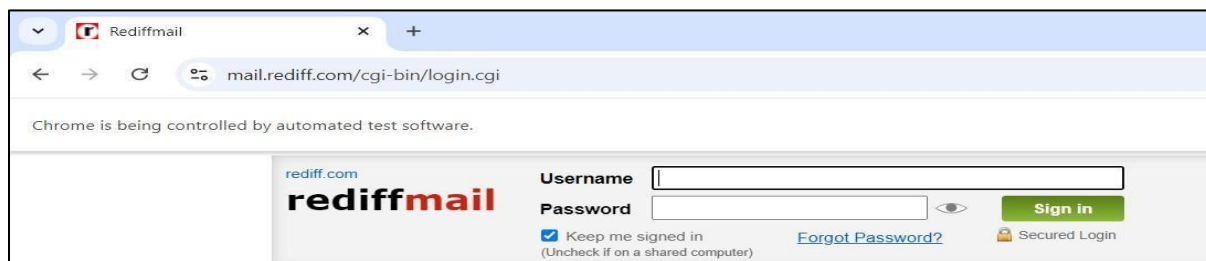 Rediffmail
mail.rediff.com/cgi-bin/login.cgi
Chrome is being controlled by automated test software.
rediff.com
rediffmail
Username
Password
Sign in
Keep me signed in
(Uncheck if on a shared computer)
Forgot Password?
Secured Login